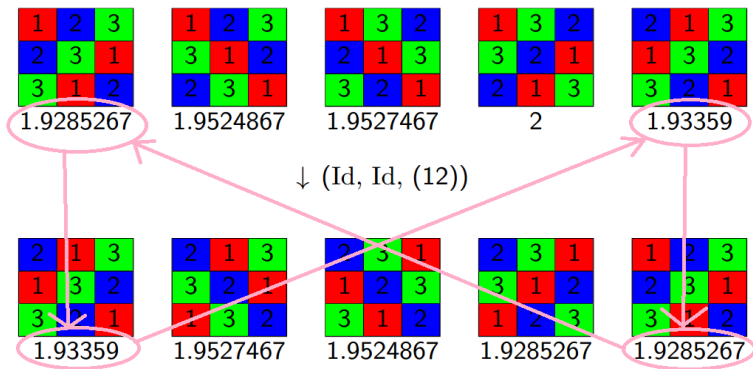 1 2 3 1 2 3 1 3 2 1 3 2 2 1 3
2 3 1 3 1 2 2 1 3 3 2 1 1 3 2
3 1 2 2 3 1 3 2 1 2 1 3 3 2 1
1.9285267 1.9524867 1.9527467 2 1.93359
↓ (Id, Id, (12))
2 1 3 2 1 3 2 3 1 2 3 1 1 2 3
1 3 2 3 2 1 1 2 3 3 1 2 2 3 1
3 2 1 1 3 2 3 1 2 1 2 3 3 1 2
1.93359 1.9527467 1.9524867 1.9285267 1.9285267